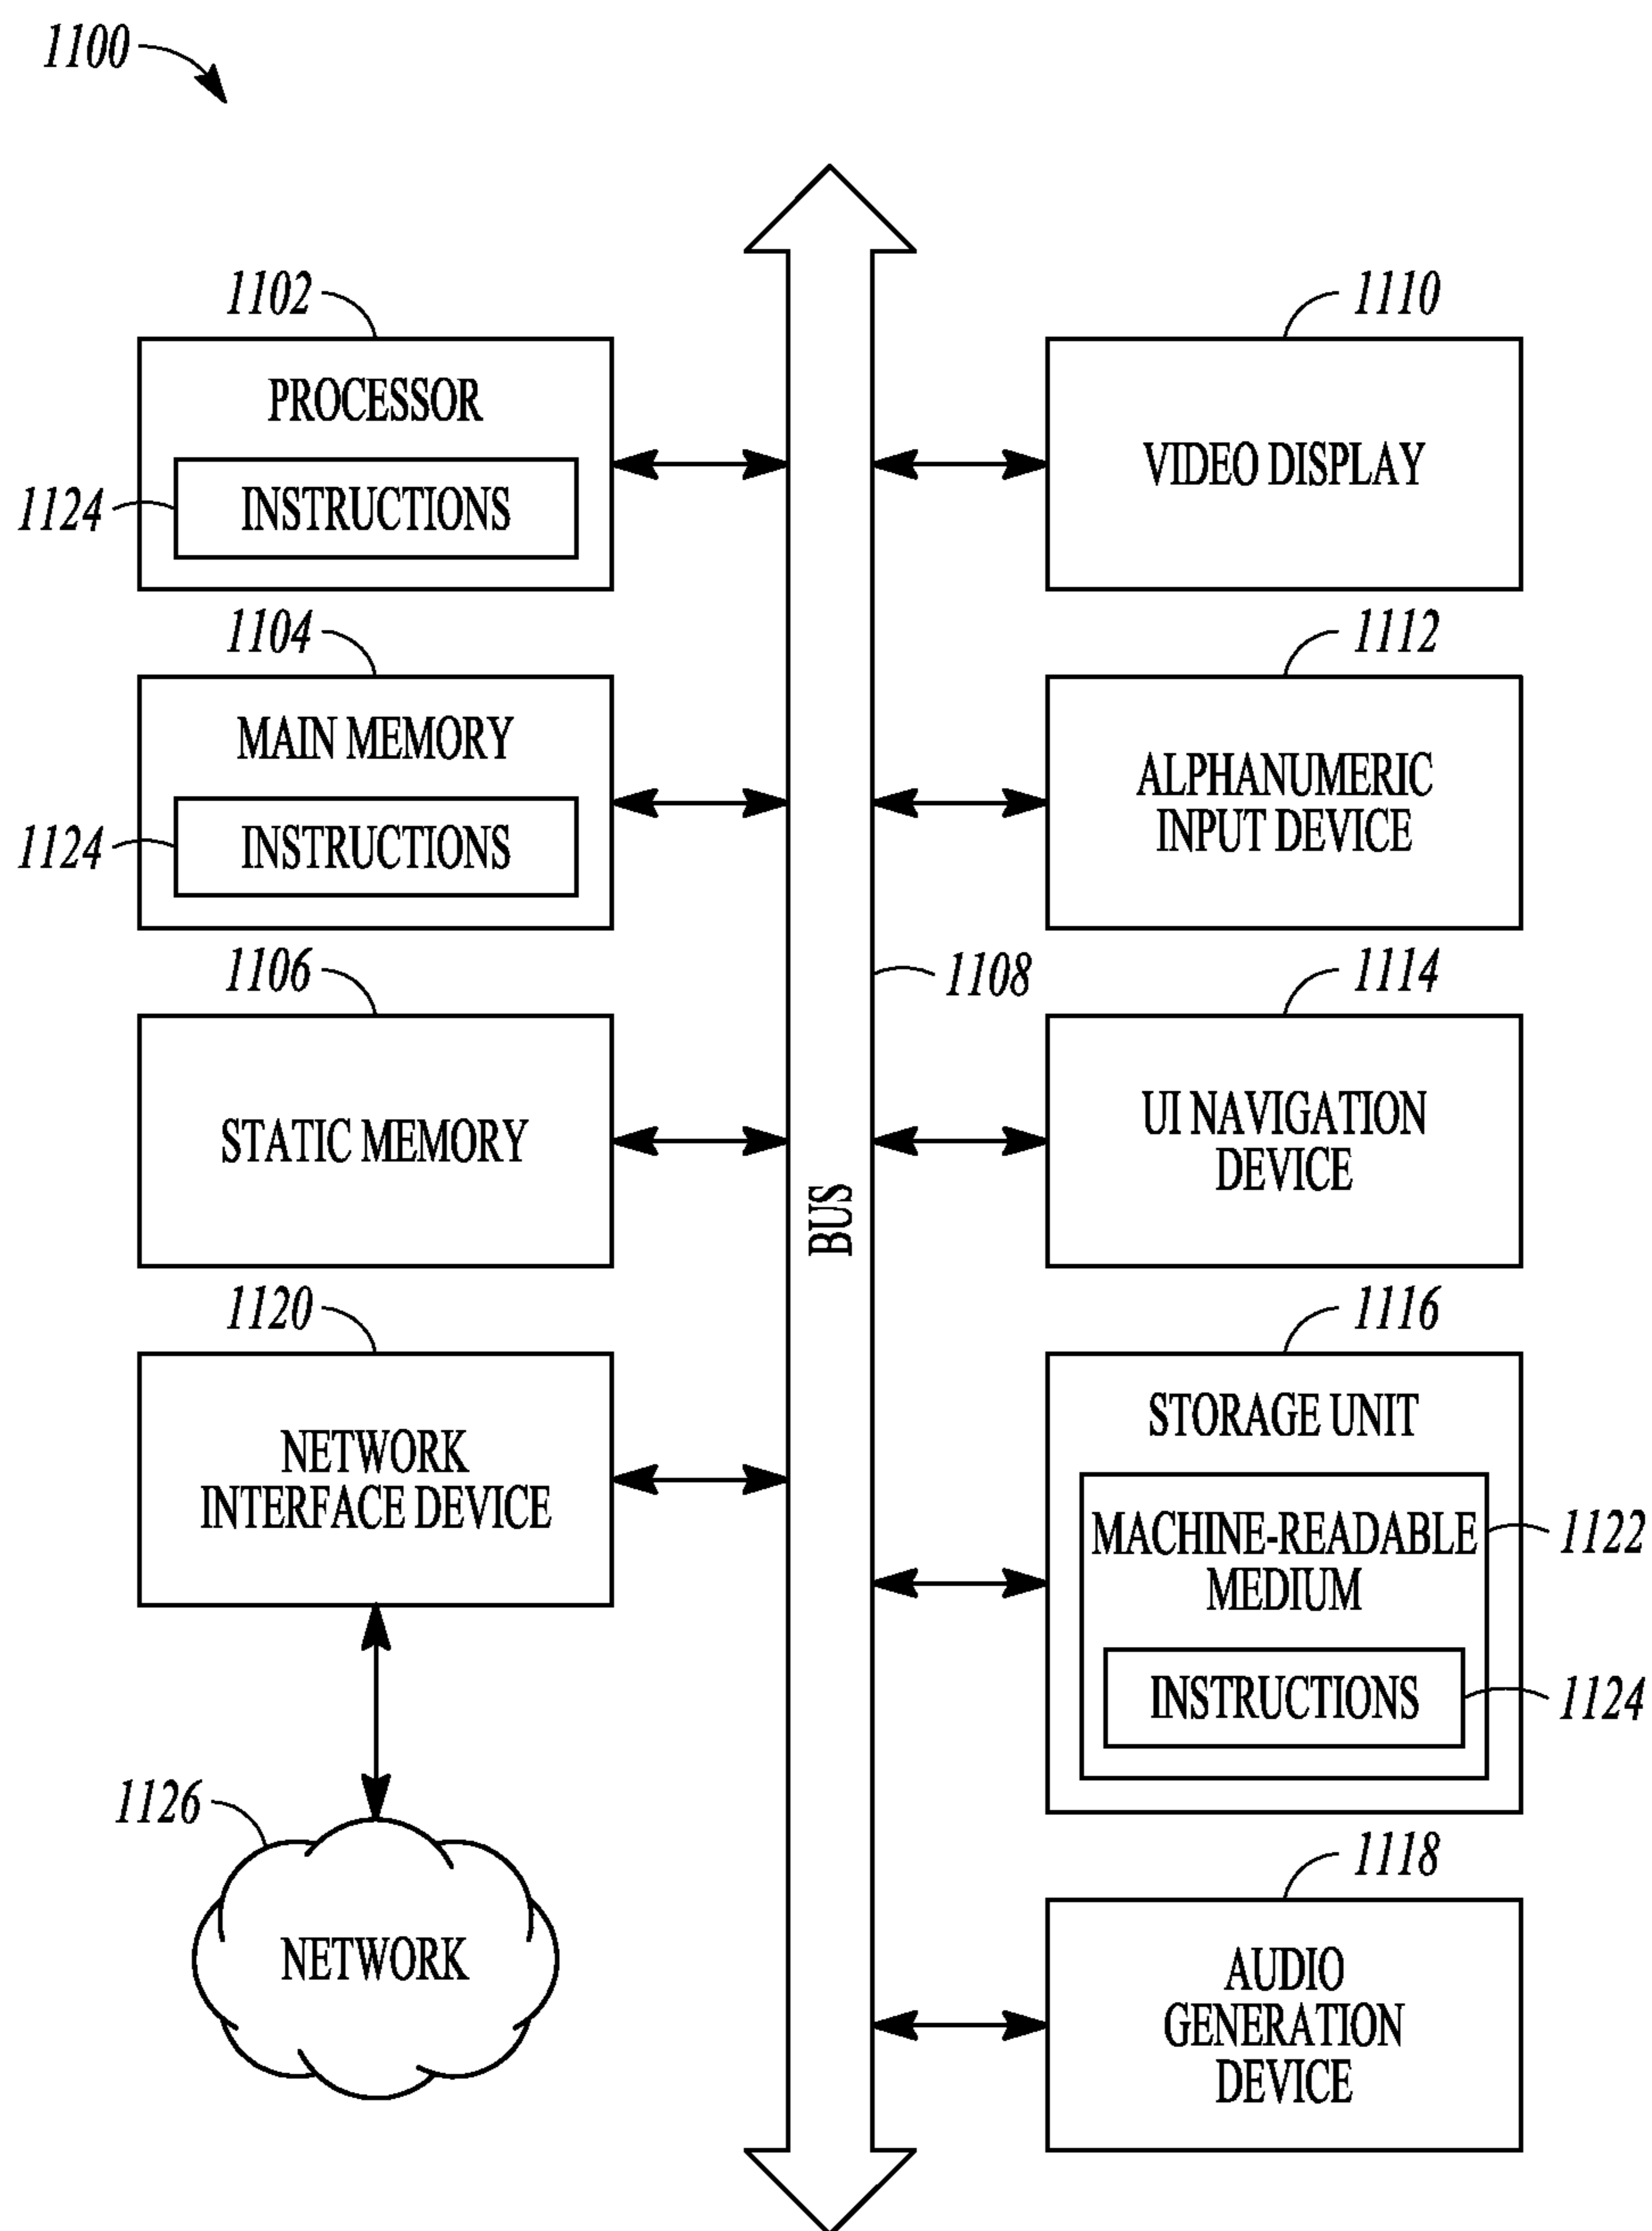 1100
1102
PROCESSOR
1124
INSTRUCTIONS
1104
MAIN MEMORY
1124
INSTRUCTIONS
1106
STATIC MEMORY
1120
NETWORK
INTERFACE DEVICE
1126
NETWORK
BUS
1108
1110
VIDEO DISPLAY
1112
ALPHANUMERIC
INPUT DEVICE
1114
UI NAVIGATION
DEVICE
1116
STORAGE UNIT
MACHINE-READABLE
MEDIUM
1122
INSTRUCTIONS
1124
1118
AUDIO
GENERATION
DEVICE